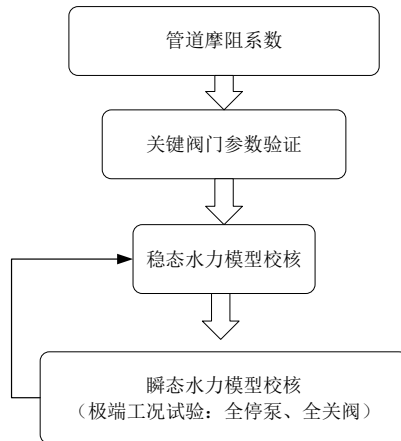 管道摩阻系数
关键阀门参数验证
稳态水力模型校核
瞬态水力模型校核
（极端工况试验：全停泵、全关阀）